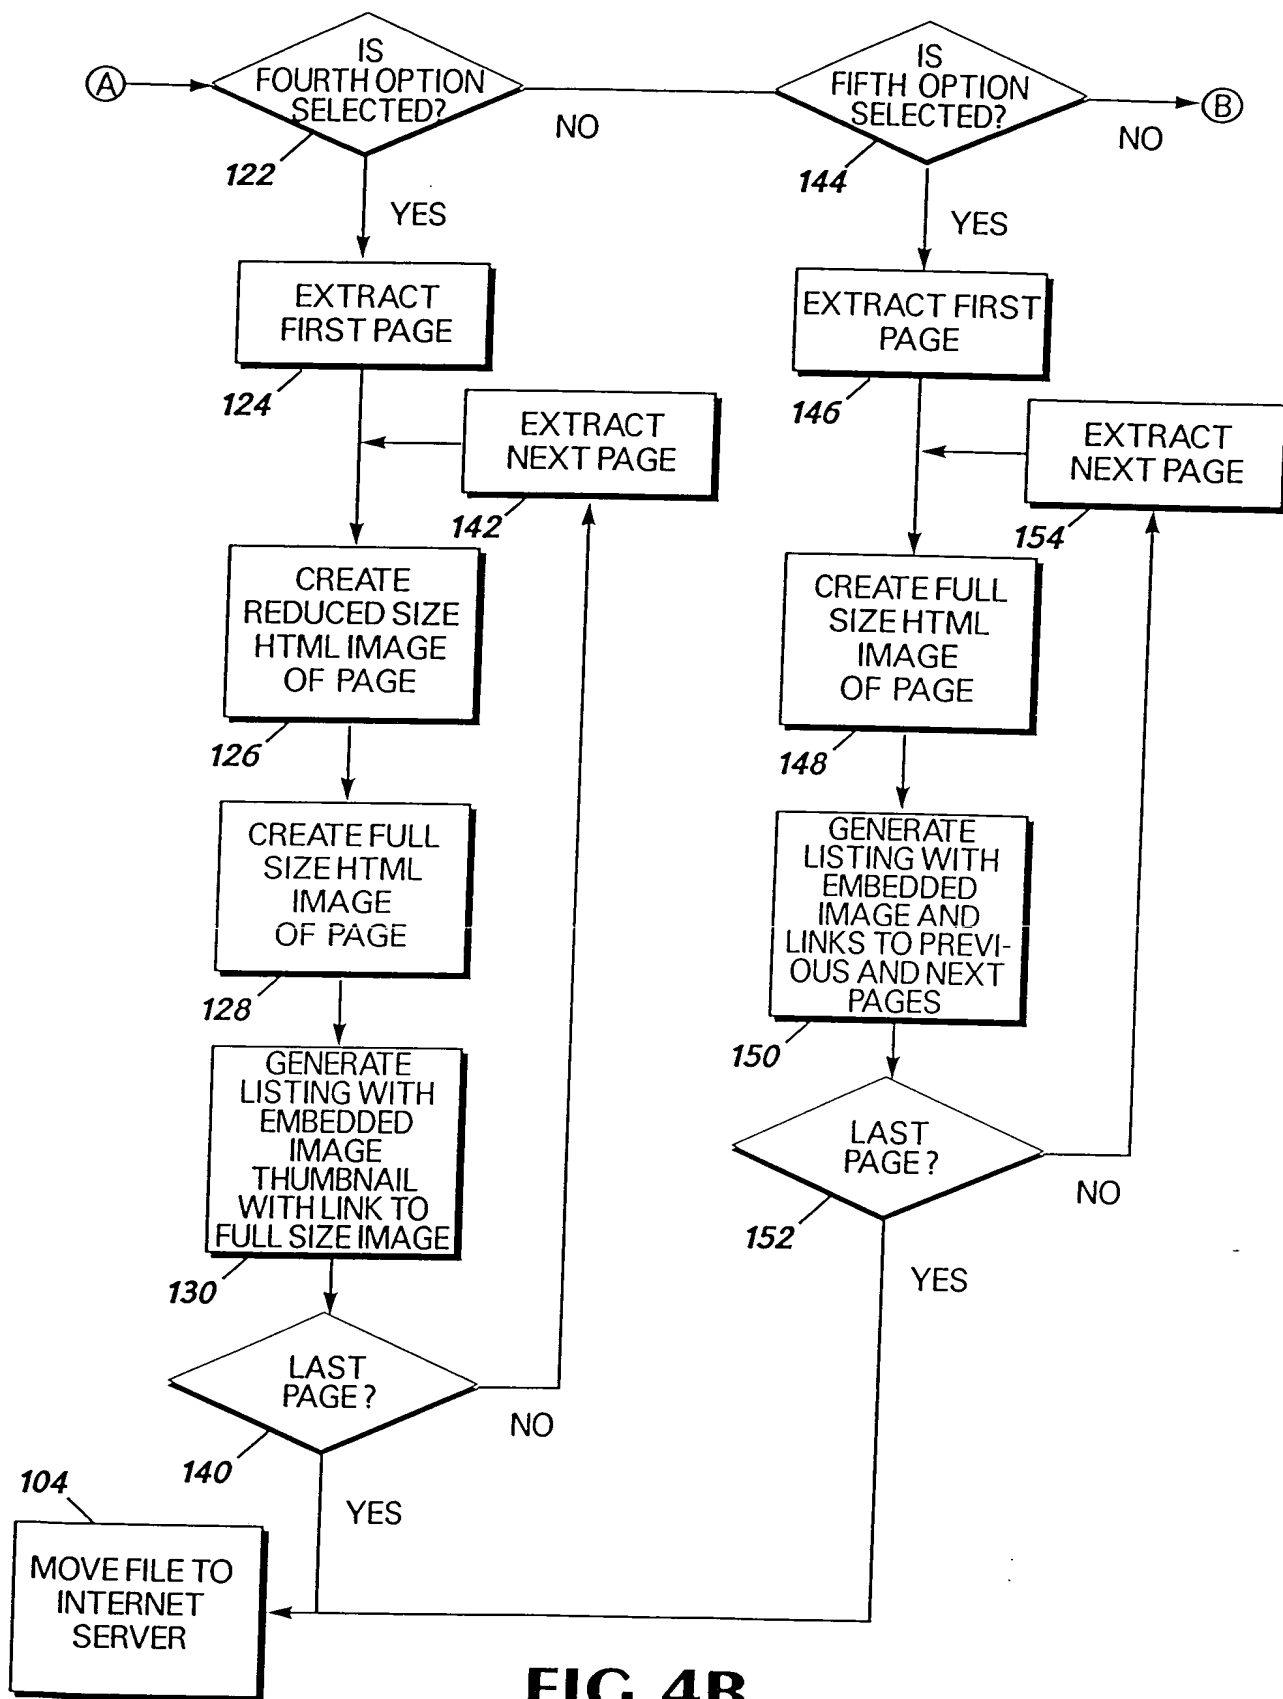 A
IS
FOURTH OPTION
SELECTED?
122
NO
YES
IS
FIFTH OPTION
SELECTED?
144
NO
YES
B
EXTRACT
FIRST PAGE
124
EXTRACT
NEXT PAGE
142
CREATE
REDUCED SIZE
HTML IMAGE
OF PAGE
126
CREATE FULL
SIZE HTML
IMAGE
OF PAGE
128
GENERATE
LISTING WITH
EMBEDDED
IMAGE
THUMBNAIL
WITH LINK TO
FULL SIZE IMAGE
130
LAST
PAGE?
140
NO
YES
104
MOVE FILE TO
INTERNET
SERVER
EXTRACT FIRST
PAGE
146
EXTRACT
NEXT PAGE
154
CREATE FULL
SIZE HTML
IMAGE
OF PAGE
148
GENERATE
LISTING WITH
EMBEDDED
IMAGE AND
LINKS TO PREVI-
OUS AND NEXT
PAGES
150
LAST
PAGE?
152
NO
YES
FIG. 4B